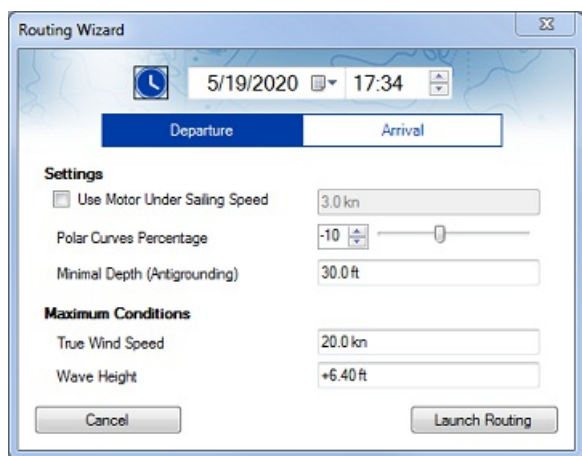 Routing Wizard
5/19/2020 17:34
Departure Arrival
Settings
Use Motor Under Sailing Speed 3.0 kn
Polar Curves Percentage -10
Minimal Depth (Antigrounding) 30.0 ft
Maximum Conditions
True Wind Speed 20.0 kn
Wave Height +6.40 ft
Cancel Launch Routing